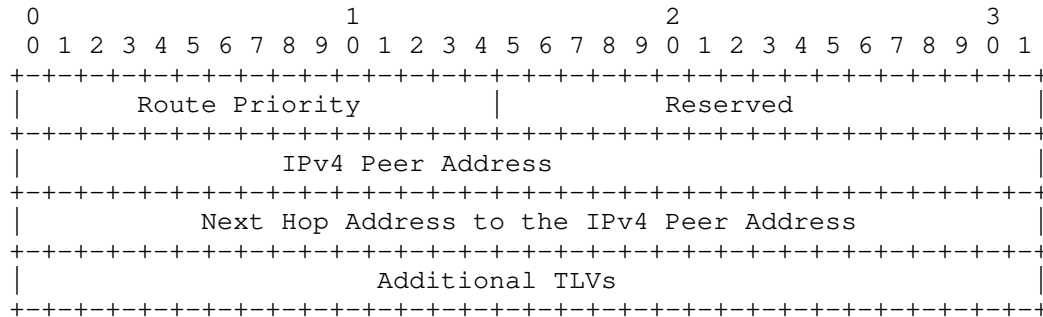 0                   1                   2                   3
 0 1 2 3 4 5 6 7 8 9 0 1 2 3 4 5 6 7 8 9 0 1 2 3 4 5 6 7 8 9 0 1
+-+-+-+-+-+-+-+-+-+-+-+-+-+-+-+-+-+-+-+-+-+-+-+-+-+-+-+-+-+-+-+-+
|       Route Priority        |          Reserved               |
+-+-+-+-+-+-+-+-+-+-+-+-+-+-+-+-+-+-+-+-+-+-+-+-+-+-+-+-+-+-+-+-+
|                IPv4 Peer Address                              |
+-+-+-+-+-+-+-+-+-+-+-+-+-+-+-+-+-+-+-+-+-+-+-+-+-+-+-+-+-+-+-+-+
|           Next Hop Address to the IPv4 Peer Address           |
+-+-+-+-+-+-+-+-+-+-+-+-+-+-+-+-+-+-+-+-+-+-+-+-+-+-+-+-+-+-+-+-+
|                      Additional TLVs                          |
+-+-+-+-+-+-+-+-+-+-+-+-+-+-+-+-+-+-+-+-+-+-+-+-+-+-+-+-+-+-+-+-+